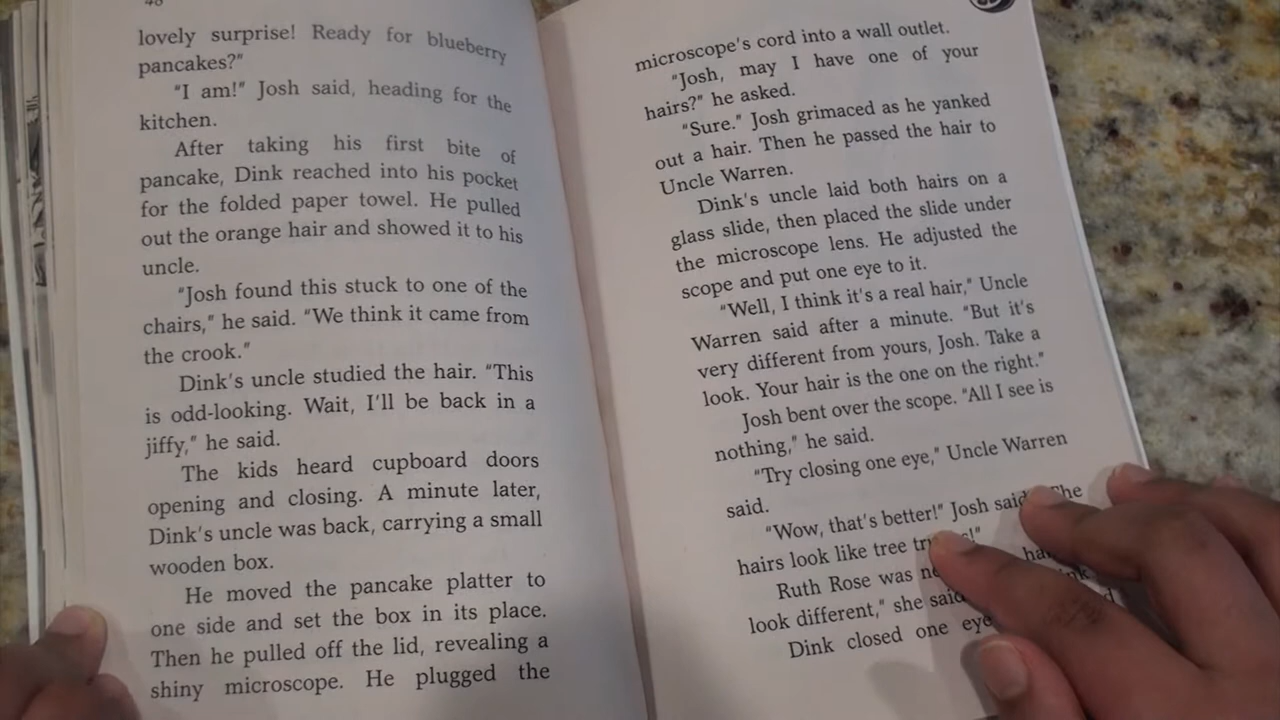 lovely surprise! Ready for blueberry
pancakes?"
"I am!" Josh said, heading for the
kitchen.
After taking his first bite of
pancake, Dink reached into his pocket
for the folded paper towel. He pulled
out the orange hair and showed it to his
uncle.
"Josh found this stuck to one of the
chairs," he said. "We think it came from
the crook."
Dink's uncle studied the hair. "This
is odd-looking. Wait, I'll be back in a
jiffy," he said.
The kids heard cupboard doors
opening and closing. A minute later,
Dink's uncle was back, carrying a small
wooden box.
He moved the pancake platter to
one side and set the box in its place.
Then he pulled off the lid, revealing a
shiny microscope. He plugged the
microscope's cord into a wall outlet.
"Josh, may I have one of your
hairs?" he asked.
"Sure." Josh grimaced as he yanked
out a hair. Then he passed the hair to
Uncle Warren.
Dink's uncle laid both hairs on a
glass slide, then placed the slide under
the microscope lens. He adjusted the
scope and put one eye to it.
"Well, I think it's a real hair," Uncle
Warren said after a minute. "But it's
very different from yours, Josh. Take a
look. Your hair is the one on the right."
Josh bent over the scope. "All I see is
nothing," he said.
"Try closing one eye," Uncle Warren
said.
"Wow, that's better!" Josh said. "The
hairs look like tree
Ruth Rose was
look different," she said
Dink closed one eye